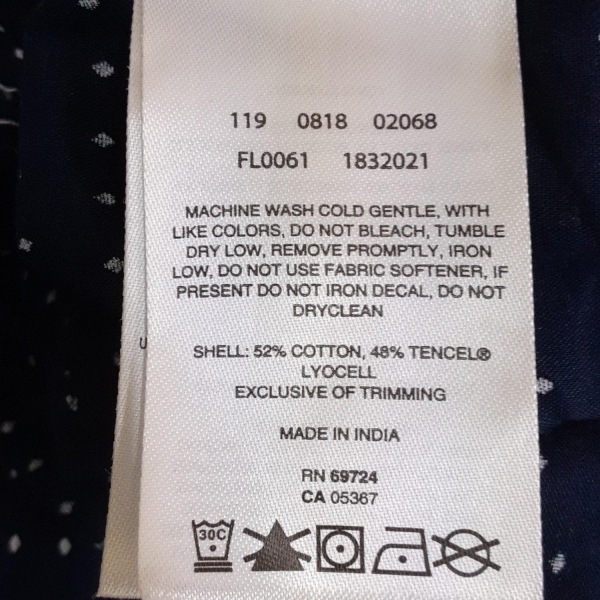 119 0818 02068
FL0061 1832021
MACHINE WASH COLD GENTLE, WITH
LIKE COLORS, DO NOT BLEACH, TUMBLE
DRY LOW, REMOVE PROMPTLY, IRON
LOW, DO NOT USE FABRIC SOFTENER, IF
PRESENT DO NOT IRON DECAL, DO NOT
DRYCLEAN
U
SHELL: 52% COTTON, 48% TENCEL®
LYOCELL
EXCLUSIVE OF TRIMMING
MADE IN INDIA
RN 69724
CA 05367
30C